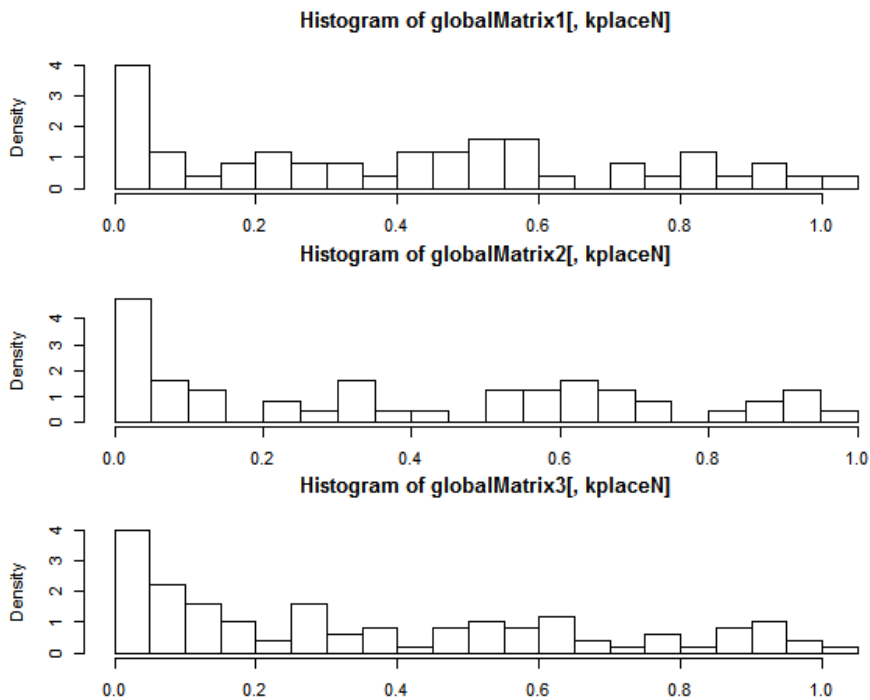 Histogram of globalMatrix1[, kplaceN]
Density
0 1 2 3 4
0.0 0.2 0.4 0.6 0.8 1.0
Histogram of globalMatrix2[, kplaceN]
Density
0 1 2 3 4
0.0 0.2 0.4 0.6 0.8 1.0
Histogram of globalMatrix3[, kplaceN]
Density
0 1 2 3 4
0.0 0.2 0.4 0.6 0.8 1.0